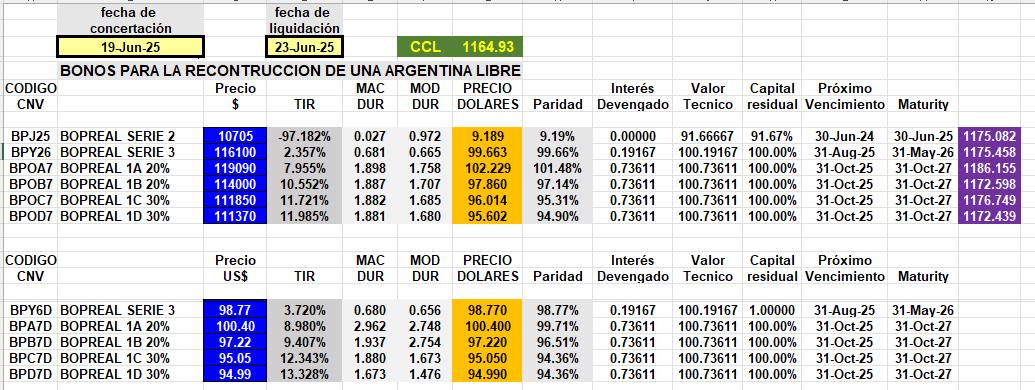 fecha de fecha de
concertación liquidación
19-Jun-25 23-Jun-25 CCL 1164.93
BONOS PARA LA RECONTRUCCION DE UNA ARGENTINA LIBRE
CODIGO Precio MAC MOD PRECIO Interés Valor Capital Próximo
CNV $ TIR DUR DUR DOLARES Paridad Devengado Tecnico residual Vencimiento Maturity
BPJ25 BOPREAL SERIE 2 10705 -97.182% 0.027 0.972 9.189 9.19% 0.00000 91.66667 91.67% 30-Jun-24 30-Jun-25 1175.082
BPY26 BOPREAL SERIE 3 116100 2.357% 0.681 0.665 99.663 99.66% 0.19167 100.19167 100.00% 31-Aug-25 31-May-26 1175.458
BPOA7 BOPREAL 1A 20% 119090 7.955% 1.898 1.758 102.229 101.48% 0.73611 100.73611 100.00% 31-Oct-25 31-Oct-27 1186.155
BPOB7 BOPREAL 1B 20% 114000 10.552% 1.887 1.707 97.860 97.14% 0.73611 100.73611 100.00% 31-Oct-25 31-Oct-27 1172.598
BPOC7 BOPREAL 1C 30% 111850 11.721% 1.882 1.685 96.014 95.31% 0.73611 100.73611 100.00% 31-Oct-25 31-Oct-27 1176.749
BPOD7 BOPREAL 1D 30% 111370 11.985% 1.881 1.680 95.602 94.90% 0.73611 100.73611 100.00% 31-Oct-25 31-Oct-27 1172.439
CODIGO Precio MAC MOD PRECIO Interés Valor Capital Próximo
CNV US$ TIR DUR DUR DOLARES Paridad Devengado Tecnico residual Vencimiento Maturity
BPY6D BOPREAL SERIE 3 98.77 3.720% 0.680 0.656 98.770 98.77% 0.19167 100.19167 1.00000 31-Aug-25 31-May-26
BPA7D BOPREAL 1A 20% 100.40 8.980% 2.962 2.748 100.400 99.71% 0.73611 100.73611 100.00% 31-Oct-25 31-Oct-27
BPB7D BOPREAL 1B 20% 97.22 9.407% 1.937 2.754 97.220 96.51% 0.73611 100.73611 100.00% 31-Oct-25 31-Oct-27
BPC7D BOPREAL 1C 30% 95.05 12.343% 1.880 1.673 95.050 94.36% 0.73611 100.73611 100.00% 31-Oct-25 31-Oct-27
BPD7D BOPREAL 1D 30% 94.99 13.328% 1.673 1.476 94.990 94.36% 0.73611 100.73611 100.00% 31-Oct-25 31-Oct-27